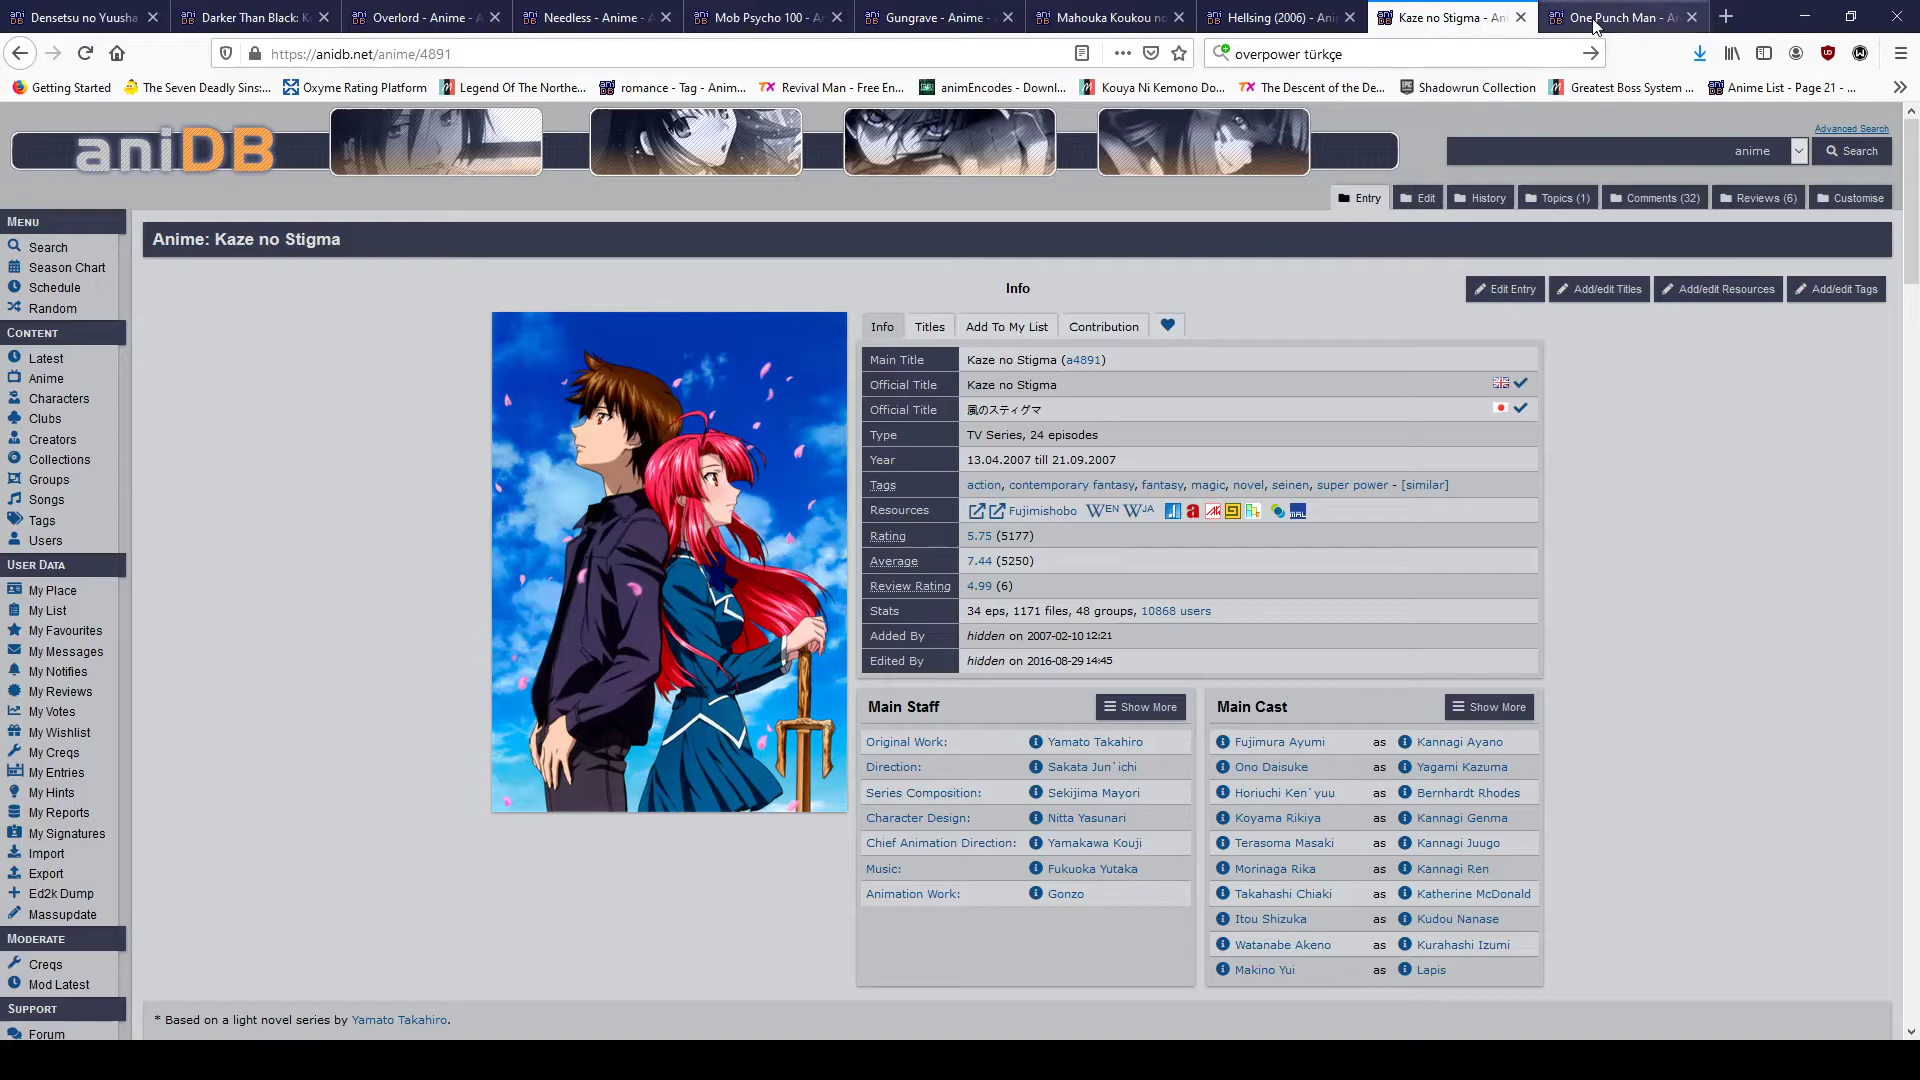 Densetsu no Yuusha
Darker Than Black: K
Overlord - Anime -
Needless - Anime -
Mob Psycho 100 - An
Gungrave - Anime -
Mahouka Koukou no
Hellsing (2006) - Ani
Kaze no Stigma - Ani
One Punch Man - An
https://anidb.net/anime/4891
overpower türkçe
Getting Started
The Seven Deadly Sins:...
Oxyme Rating Platform
Legend Of The Northe...
romance - Tag - Anim...
Revival Man - Free En...
animEncodes - Downl...
Kouya Ni Kemono Do...
The Descent of the De...
Shadowrun Collection
Greatest Boss System ...
Anime List - Page 21 - ...
aniDB
Advanced Search
anime
Search
Entry
Edit
History
Topics (1)
Comments (32)
Reviews (6)
Customise
MENU
Search
Season Chart
Schedule
Random
CONTENT
Latest
Anime
Characters
Clubs
Creators
Collections
Groups
Songs
Tags
Users
USER DATA
My Place
My List
My Favourites
My Messages
My Notifies
My Reviews
My Votes
My Wishlist
My Creqs
My Entries
My Hints
My Reports
My Signatures
Import
Export
Ed2k Dump
Massupdate
MODERATE
Creqs
Mod Latest
SUPPORT
Forum
Anime: Kaze no Stigma
Info
Edit Entry
Add/edit Titles
Add/edit Resources
Add/edit Tags
Info
Titles
Add To My List
Contribution
Main Title Kaze no Stigma (a4891)
Official Title Kaze no Stigma
Official Title 風のスティグマ
Type TV Series, 24 episodes
Year 13.04.2007 till 21.09.2007
Tags action, contemporary fantasy, fantasy, magic, novel, seinen, super power - [similar]
Resources Fujimishobo W EN W JA MAL
Rating 5.75 (5177)
Average 7.44 (5250)
Review Rating 4.99 (6)
Stats 34 eps, 1171 files, 48 groups, 10868 users
Added By hidden on 2007-02-10 12:21
Edited By hidden on 2016-08-29 14:45
Main Staff
Show More
Original Work: Yamato Takahiro
Direction: Sakata Jun`ichi
Series Composition: Sekijima Mayori
Character Design: Nitta Yasunari
Chief Animation Direction: Yamakawa Kouji
Music: Fukuoka Yutaka
Animation Work: Gonzo
Main Cast
Show More
Fujimura Ayumi as Kannagi Ayano
Ono Daisuke as Yagami Kazuma
Horiuchi Ken`yuu as Bernhardt Rhodes
Koyama Rikiya as Kannagi Genma
Terasoma Masaki as Kannagi Juugo
Morinaga Rika as Kannagi Ren
Takahashi Chiaki as Katherine McDonald
Itou Shizuka as Kudou Nanase
Watanabe Akeno as Kurahashi Izumi
Makino Yui as Lapis
* Based on a light novel series by Yamato Takahiro.